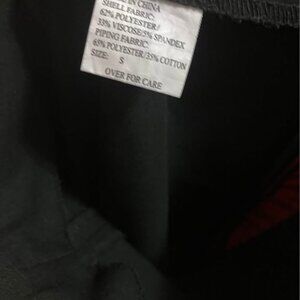 IN CHINA
SHELL FABRIC:
62% POLYESTER/
33% VISCOSE/5% SPANDEX
PIPING FABRIC:
65% POLYESTER/35% COTTON
SIZE: S
OVER FOR CARE